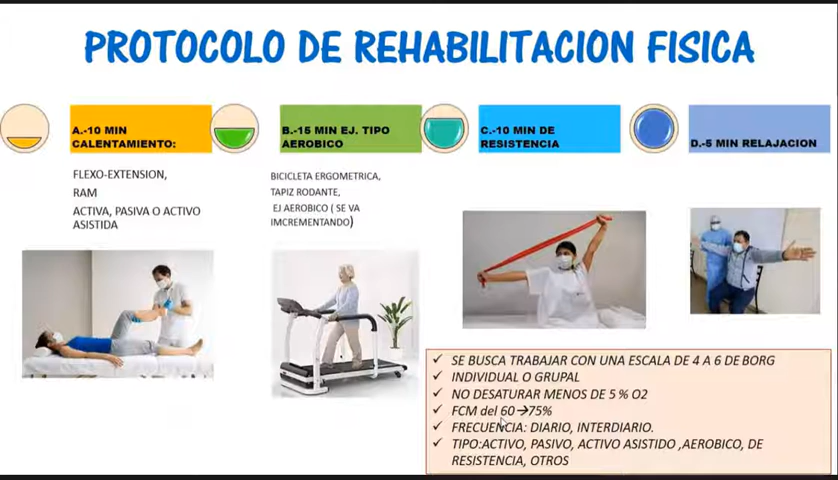 PROTOCOLO DE REHABILITACION FISICA
A.-10 MIN
CALENTAMIENTO:
FLEXO-EXTENSION,
RAM
ACTIVA, PASIVA O ACTIVO
ASISTIDA
B.-15 MIN EJ. TIPO
AEROBICO
BICICLETA ERGOMETRICA,
TAPIZ RODANTE,
EJ AEROBICO ( SE VA
IMCREMENTANDO)
C.-10 MIN DE
RESISTENCIA
D.-5 MIN RELAJACION
✓ SE BUSCA TRABAJAR CON UNA ESCALA DE 4 A 6 DE BORG
✓ INDIVIDUAL O GRUPAL
✓ NO DESATURAR MENOS DE 5 % O2
✓ FCM del 60→75%
✓ FRECUENCIA: DIARIO, INTERDIARIO.
✓ TIPO:ACTIVO, PASIVO, ACTIVO ASISTIDO ,AEROBICO, DE
RESISTENCIA, OTROS